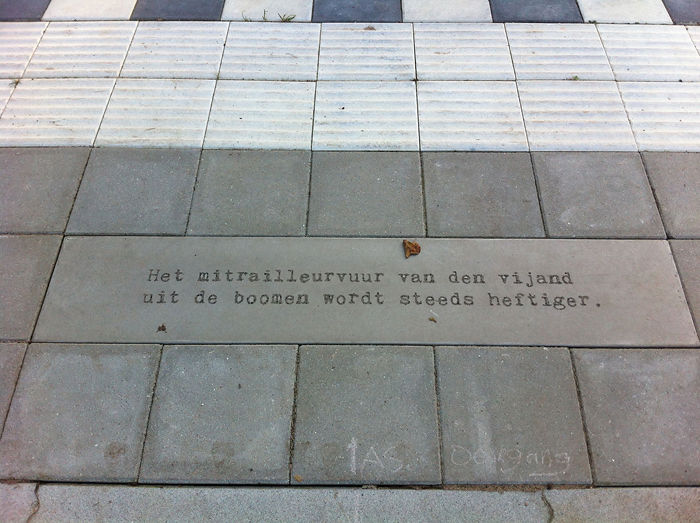 Het mitrailleurvuur van den vijand
uit de boomen wordt steeds heftiger.